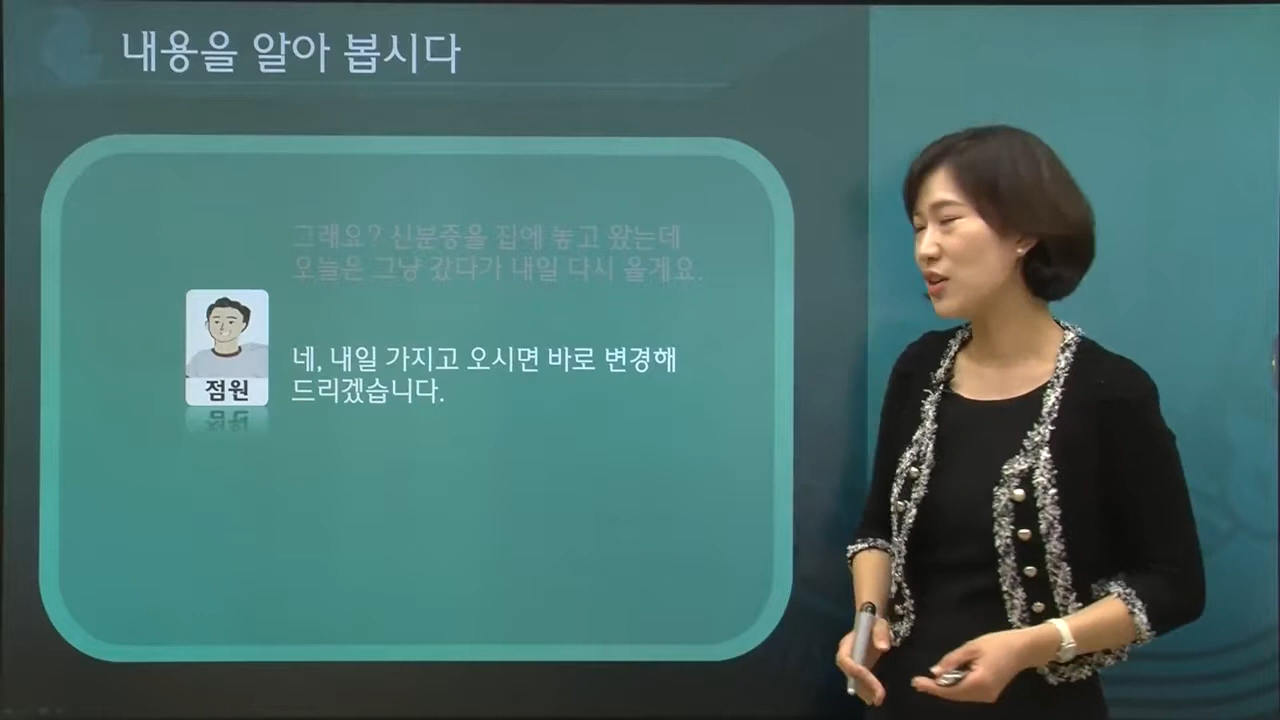 내용을 알아 봅시다
그래요? 신분증을 집에 놓고 왔는데
오늘은 그냥 갔다가 내일 다시 올게요.
네, 내일 가지고 오시면 바로 변경해
드리겠습니다.
점원